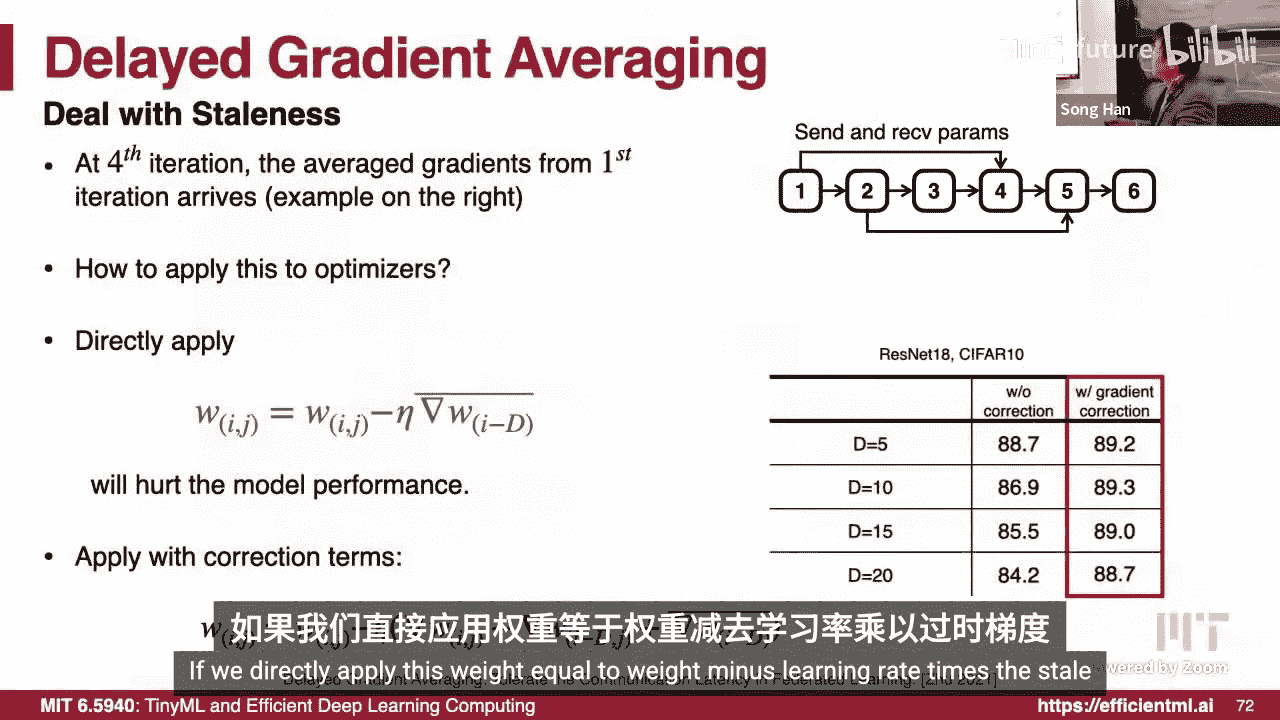 Delayed Gradient Averaging
Deal with Staleness
• At 4th iteration, the averaged gradients from 1st
iteration arrives (example on the right)
• How to apply this to optimizers?
• Directly apply
w(i,j) = w(i,j) − η ∇w(i−D)
will hurt the model performance.
• Apply with correction terms:
future
bilibili
Song Han
Send and recv params
1 2 3 4 5 6
ResNet18, CIFAR10
w/o correction w/ gradient correction
D=5 88.7 89.2
D=10 86.9 89.3
D=15 85.5 89.0
D=20 84.2 88.7
如果我们直接应用权重等于权重减去学习率乘以过时梯度
If we directly apply this weight equal to weight minus learning rate times the stale
MIT
Powered by Zoom
MIT 6.5940: TinyML and Efficient Deep Learning Computing
https://efficientml.ai
72